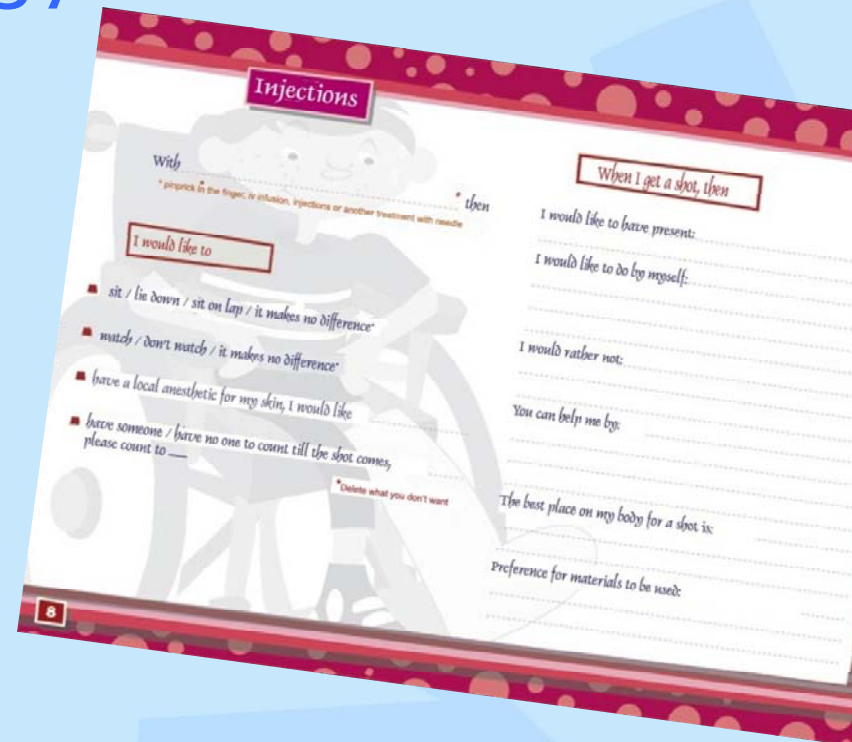 Injections
With * then
* pinprick in the finger, iv infusion, injections or another treatment with needle
I would like to
sit / lie down / sit on lap / it makes no difference*
watch / don't watch / it makes no difference*
have a local anesthetic for my skin, I would like
have someone / have no one to count till the shot comes,
please count to __
*Delete what you don't want
8
When I get a shot, then
I would like to have present:
I would like to do by myself:
I would rather not:
You can help me by:
The best place on my body for a shot is:
Preference for materials to be used: